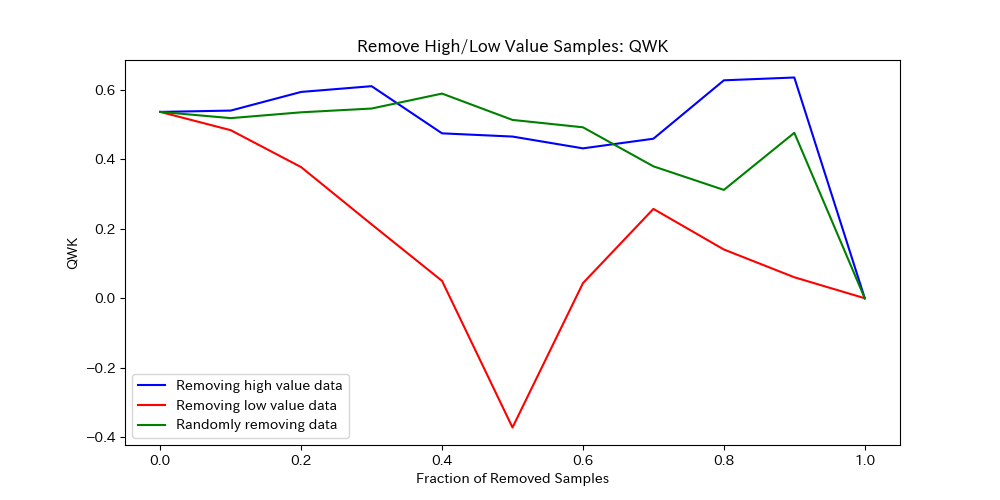 Remove High/Low Value Samples: QWK
QWK
0.6
0.4
0.2
0.0
−0.2
−0.4
Removing high value data
Removing low value data
Randomly removing data
0.0 0.2 0.4 0.6 0.8 1.0
Fraction of Removed Samples